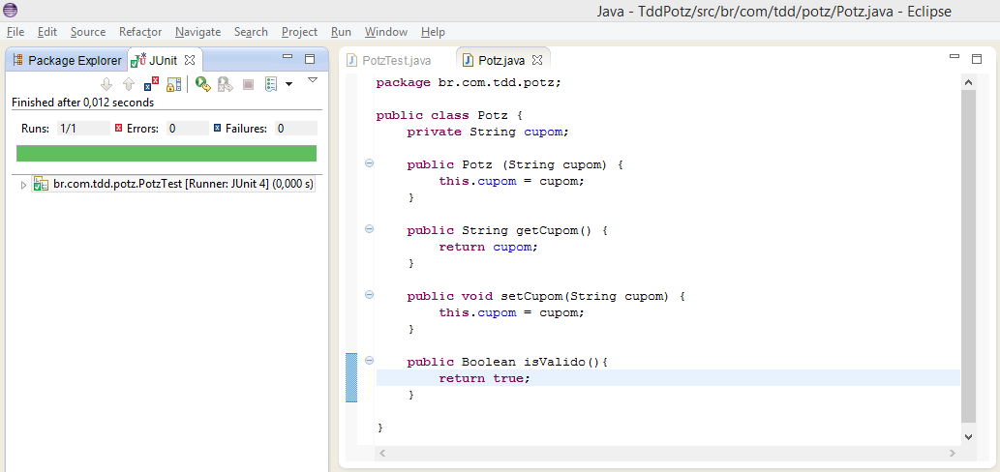 Java - TddPotz/src/br/com/tdd/potz/Potz.java - Eclipse
File Edit Source Refactor Navigate Search Project Run Window Help
Package Explorer JUnit
Finished after 0,012 seconds
Runs: 1/1 Errors: 0 Failures: 0
br.com.tdd.potz.PotzTest [Runner: JUnit 4] (0,000 s)
PotzTest.java Potz.java
package br.com.tdd.potz;
public class Potz {
private String cupom;
public Potz (String cupom) {
this.cupom = cupom;
}
public String getCupom() {
return cupom;
}
public void setCupom(String cupom) {
this.cupom = cupom;
}
public Boolean isValido(){
return true;
}
}